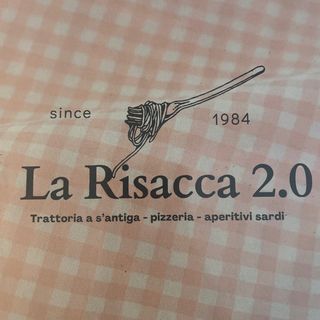 since 1984
La Risacca 2.0
Trattoria a s'antiga - pizzeria - aperitivi sardi